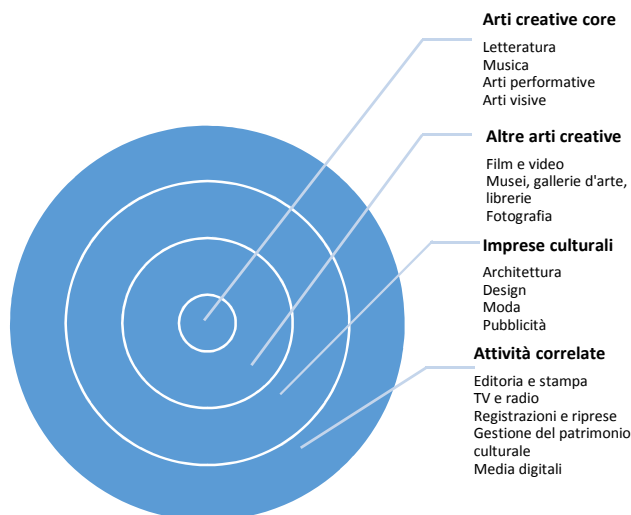 Arti creative core
Letteratura
Musica
Arti performative
Arti visive
Altre arti creative
Film e video
Musei, gallerie d'arte,
librerie
Fotografia
Imprese culturali
Architettura
Design
Moda
Pubblicità
Attività correlate
Editoria e stampa
TV e radio
Registrazioni e riprese
Gestione del patrimonio
culturale
Media digitali